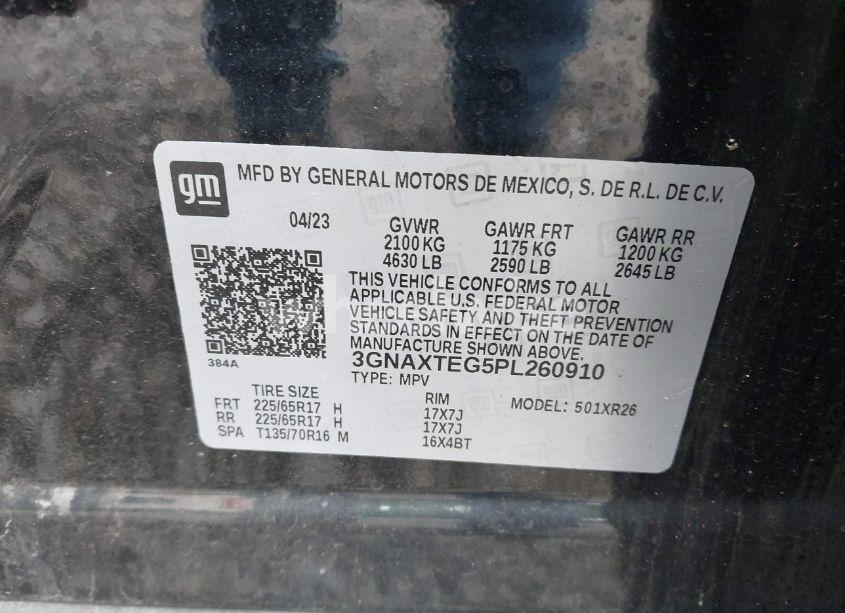 gm
MFD BY GENERAL MOTORS DE MEXICO, S. DE R.L. DE C.V.
04/23 GVWR GAWR FRT GAWR RR
2100 KG 1175 KG 1200 KG
4630 LB 2590 LB 2645 LB
THIS VEHICLE CONFORMS TO ALL
APPLICABLE U.S. FEDERAL MOTOR
VEHICLE SAFETY AND THEFT PREVENTION
STANDARDS IN EFFECT ON THE DATE OF
MANUFACTURE SHOWN ABOVE.
384A
3GNAXTEG5PL260910
TYPE: MPV
TIRE SIZE RIM MODEL: 501XR26
FRT 225/65R17 H 17X7J
RR 225/65R17 H 17X7J
SPA T135/70R16 M 16X4BT